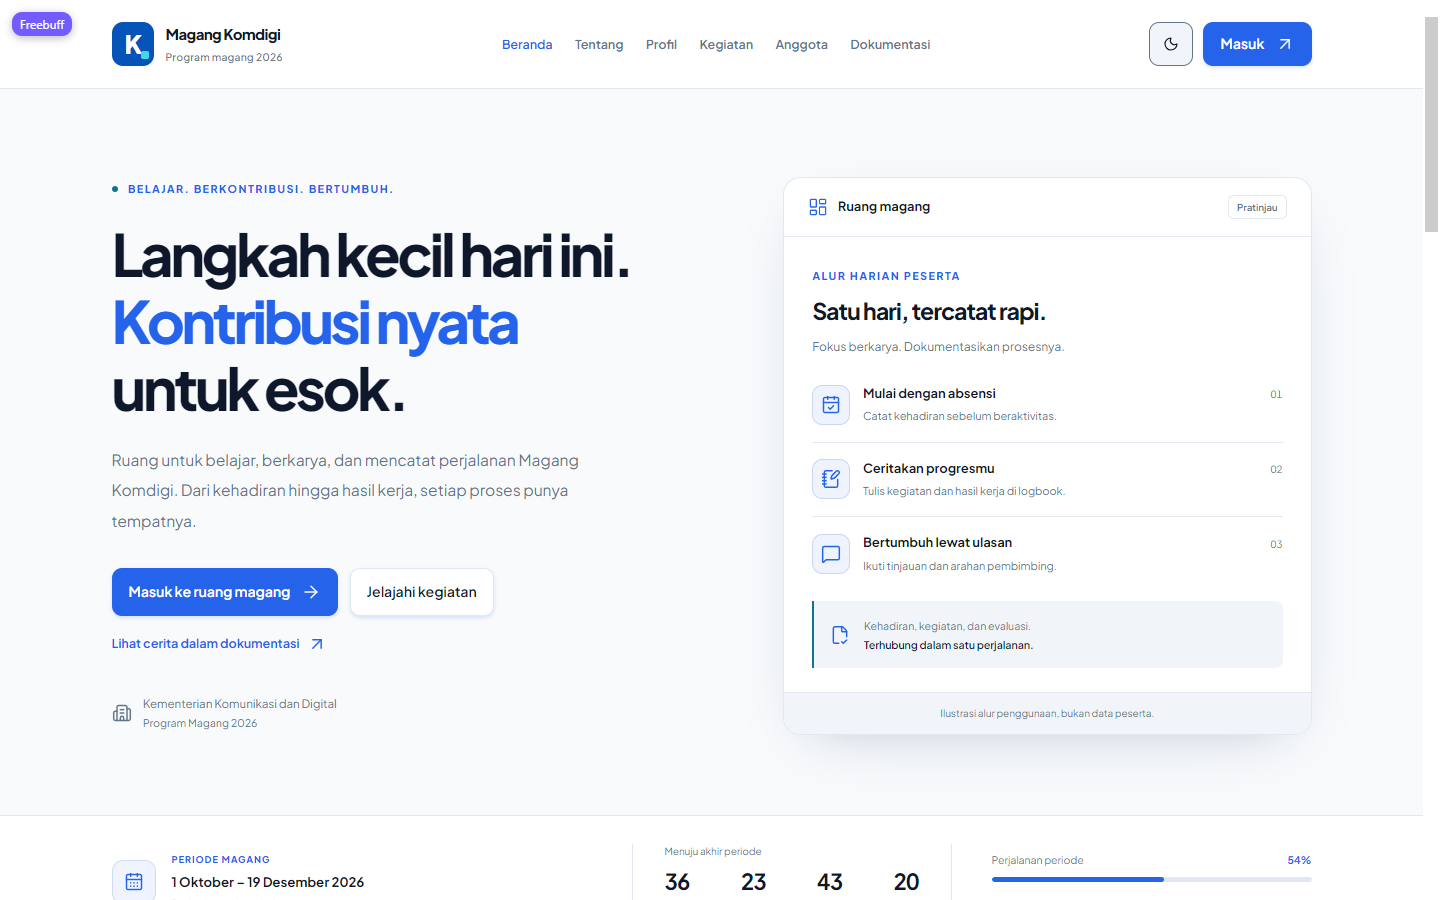 Freebuff
K
Magang Komdigi
Program magang 2026
Beranda
Tentang
Profil
Kegiatan
Anggota
Dokumentasi
Masuk
BELAJAR. BERKONTRIBUSI. BERTUMBUH.
Langkah kecil hari ini.
Kontribusi nyata
untuk esok.
Ruang untuk belajar, berkarya, dan mencatat perjalanan Magang
Komdigi. Dari kehadiran hingga hasil kerja, setiap proses punya
tempatnya.
Masuk ke ruang magang
Jelajahi kegiatan
Lihat cerita dalam dokumentasi
Kementerian Komunikasi dan Digital
Program Magang 2026
Ruang magang
Pratinjau
ALUR HARIAN PESERTA
Satu hari, tercatat rapi.
Fokus berkarya. Dokumentasikan prosesnya.
Mulai dengan absensi
01
Catat kehadiran sebelum beraktivitas.
Ceritakan progresmu
02
Tulis kegiatan dan hasil kerja di logbook.
Bertumbuh lewat ulasan
03
Ikuti tinjauan dan arahan pembimbing.
Kehadiran, kegiatan, dan evaluasi.
Terhubung dalam satu perjalanan.
Ilustrasi alur penggunaan, bukan data peserta.
PERIODE MAGANG
1 Oktober – 19 Desember 2026
Menuju akhir periode
36 23 43 20
Perjalanan periode
54%